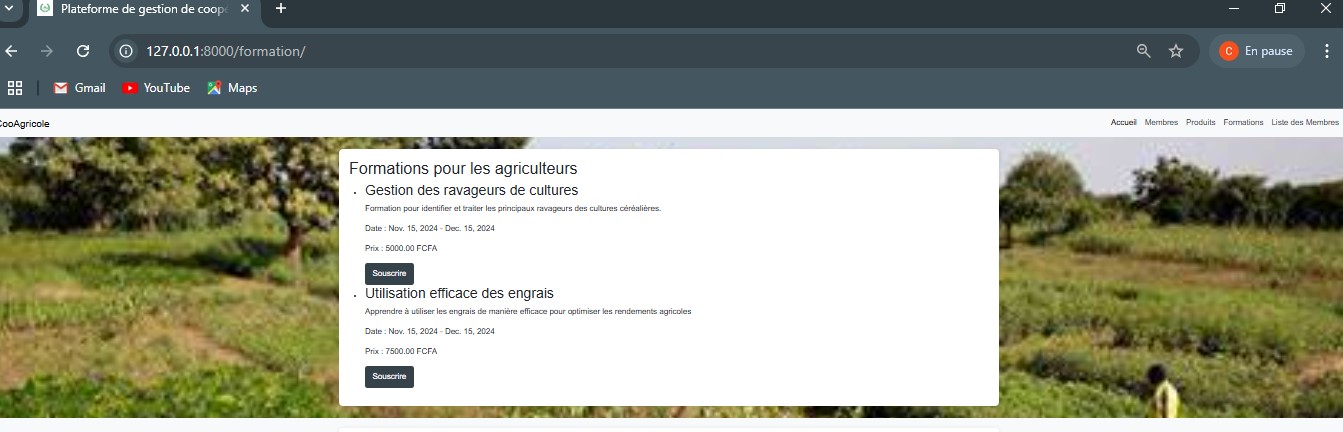 Plateforme de gestion de coopé
127.0.0.1:8000/formation/
C En pause
Gmail YouTube Maps
CooAgricole
Accueil Membres Produits Formations Liste des Membres
Formations pour les agriculteurs
Gestion des ravageurs de cultures
Formation pour identifier et traiter les principaux ravageurs des cultures céréalières.
Date : Nov. 15, 2024 - Dec. 15, 2024
Prix : 5000.00 FCFA
Souscrire
Utilisation efficace des engrais
Apprendre à utiliser les engrais de manière efficace pour optimiser les rendements agricoles
Date : Nov. 15, 2024 - Dec. 15, 2024
Prix : 7500.00 FCFA
Souscrire